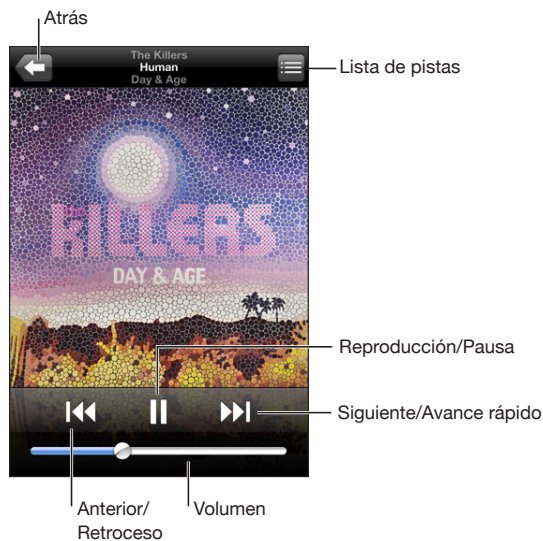 Atrás
The Killers
Human
Day & Age
Lista de pistas
the
KILLERS
DAY & AGE
Reproducción/Pausa
Siguiente/Avance rápido
Anterior/
Retroceso
Volumen